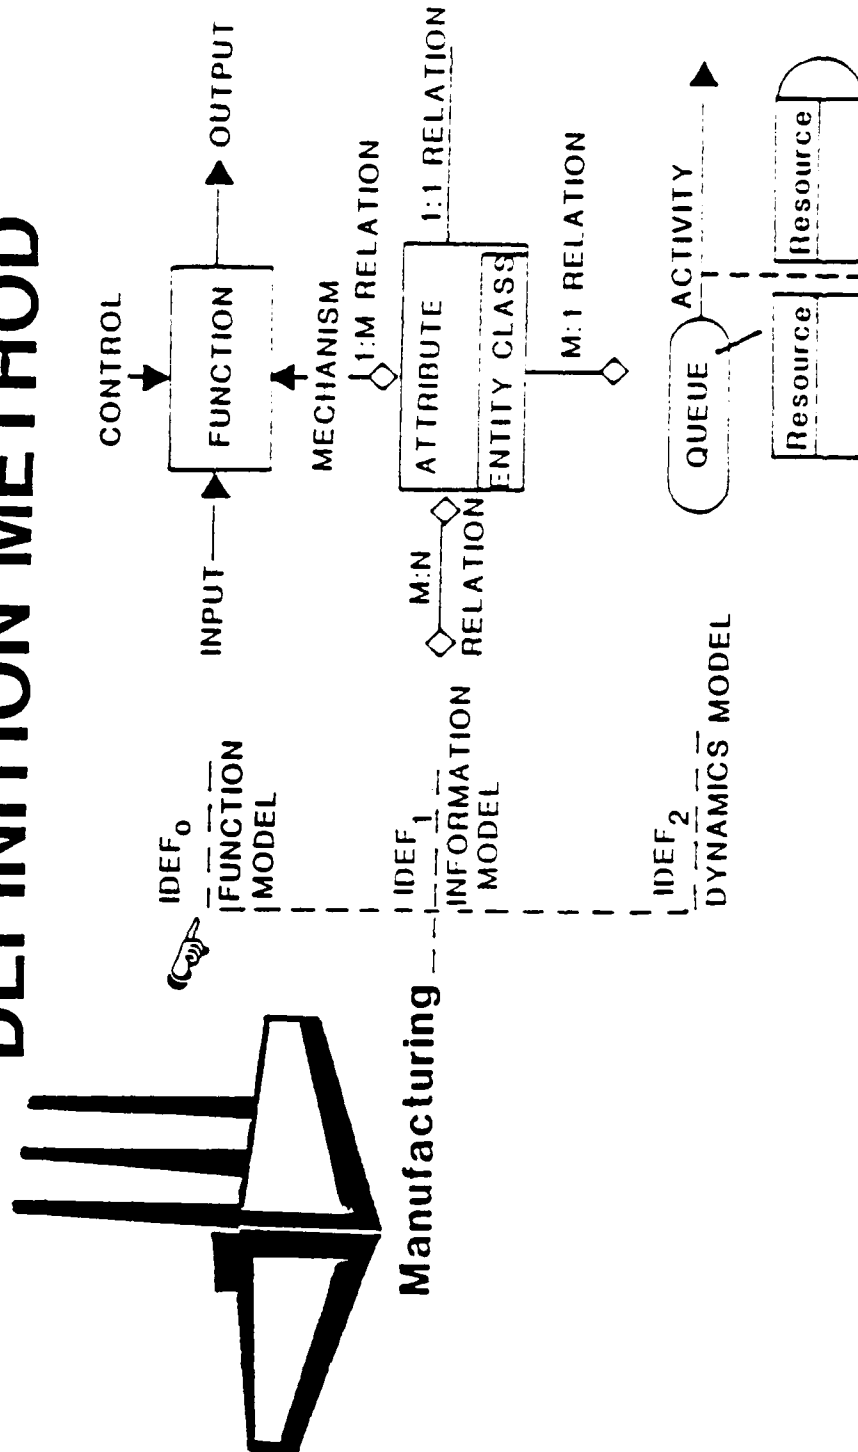 DEFINITION METHOD
Manufacturing
IDEF0
FUNCTION
MODEL
INPUT
CONTROL
FUNCTION
OUTPUT
MECHANISM
IDEF1
INFORMATION
MODEL
M:N
RELATION
1:M RELATION
ATTRIBUTE
ENTITY CLASS
1:1 RELATION
M:1 RELATION
IDEF2
DYNAMICS MODEL
QUEUE
ACTIVITY
Resource
Resource